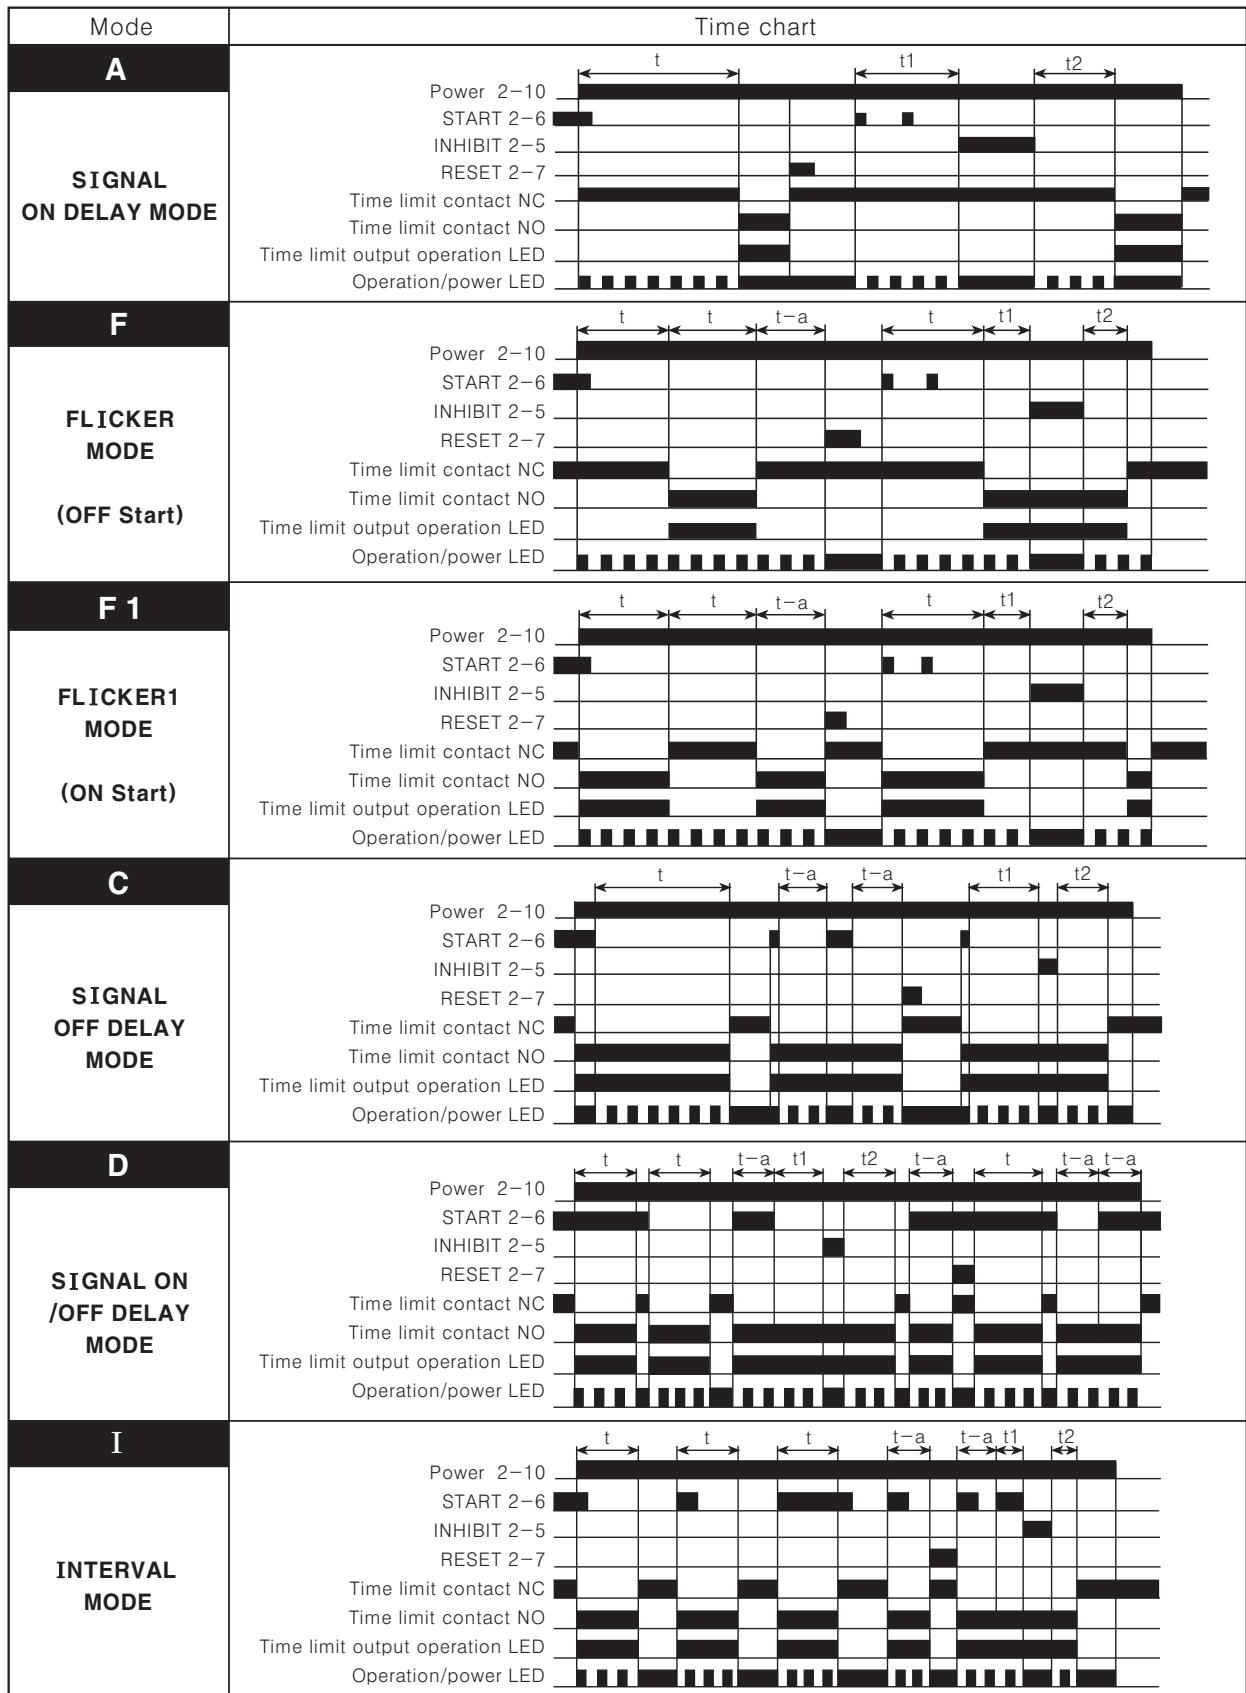 Mode
Time chart
A
SIGNAL
ON DELAY MODE
t t1 t2
Power 2-10
START 2-6
INHIBIT 2-5
RESET 2-7
Time limit contact NC
Time limit contact NO
Time limit output operation LED
Operation/power LED
F
FLICKER
MODE
(OFF Start)
t t t-a t t1 t2
Power 2-10
START 2-6
INHIBIT 2-5
RESET 2-7
Time limit contact NC
Time limit contact NO
Time limit output operation LED
Operation/power LED
F 1
FLICKER1
MODE
(ON Start)
t t t-a t t1 t2
Power 2-10
START 2-6
INHIBIT 2-5
RESET 2-7
Time limit contact NC
Time limit contact NO
Time limit output operation LED
Operation/power LED
C
SIGNAL
OFF DELAY
MODE
t t-a t-a t1 t2
Power 2-10
START 2-6
INHIBIT 2-5
RESET 2-7
Time limit contact NC
Time limit contact NO
Time limit output operation LED
Operation/power LED
D
SIGNAL ON
/OFF DELAY
MODE
t t t-a t1 t2 t-a t t-a t-a
Power 2-10
START 2-6
INHIBIT 2-5
RESET 2-7
Time limit contact NC
Time limit contact NO
Time limit output operation LED
Operation/power LED
I
INTERVAL
MODE
t t t t-a t-a t1 t2
Power 2-10
START 2-6
INHIBIT 2-5
RESET 2-7
Time limit contact NC
Time limit contact NO
Time limit output operation LED
Operation/power LED